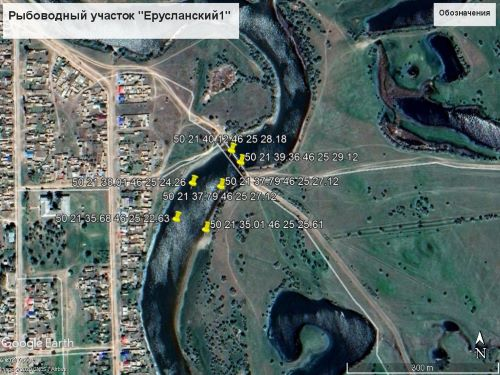 Рыбоводный участок "Ерусланский1"
Обозначения
50 21 40.12 46 25 28.18
50 21 39.36 46 25 29.12
50 21 38.01 46 25 24.26
50 21 37.79 46 25 27.12
50 21 37.79 46 25 27.12
50 21 35.68 46 25 22.63
50 21 35.01 46 25 25.61
Google Earth
300 m
N